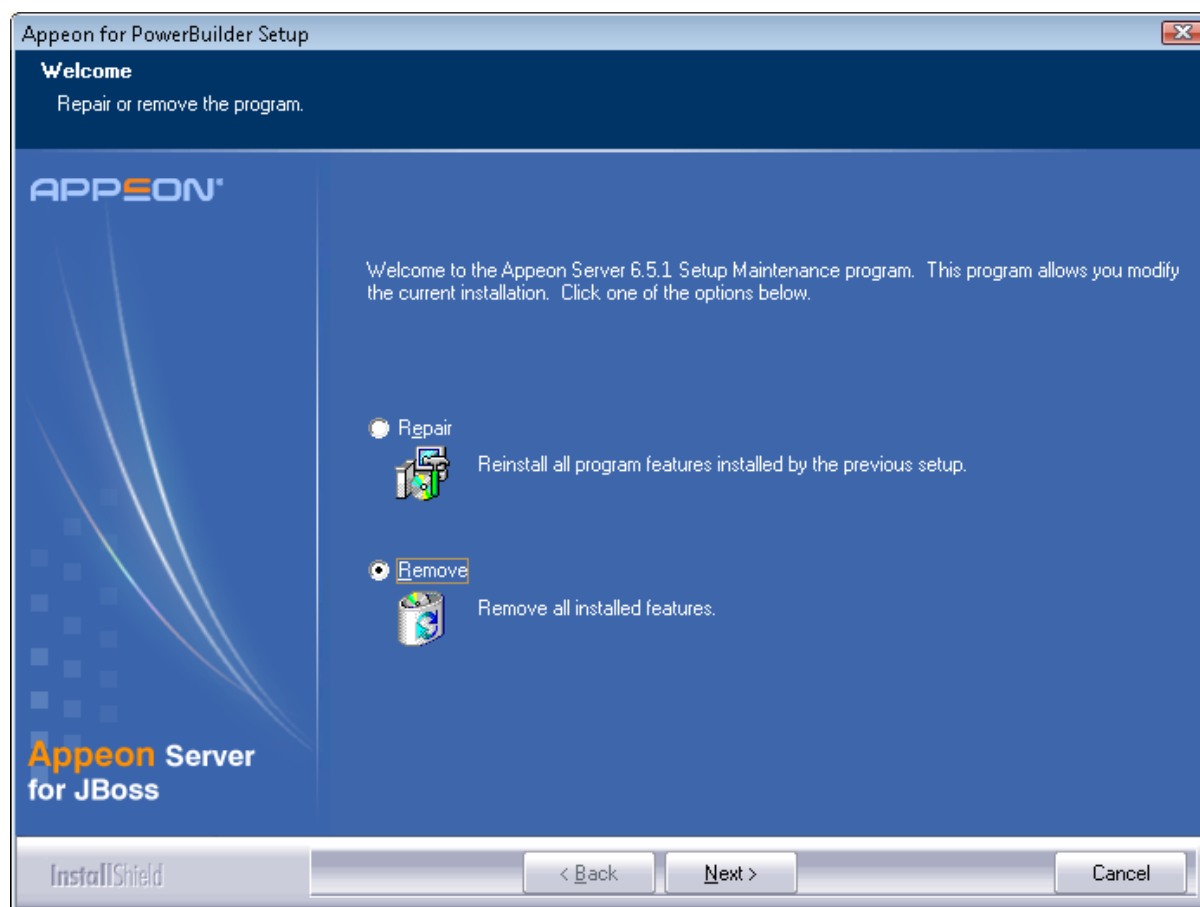 Appeon for PowerBuilder Setup
Welcome
Repair or remove the program.
APPEON®
Welcome to the Appeon Server 6.5.1 Setup Maintenance program. This program allows you modify
the current installation. Click one of the options below.
Repair
Reinstall all program features installed by the previous setup.
Remove
Remove all installed features.
Appeon Server
for JBoss
InstallShield
< Back
Next >
Cancel